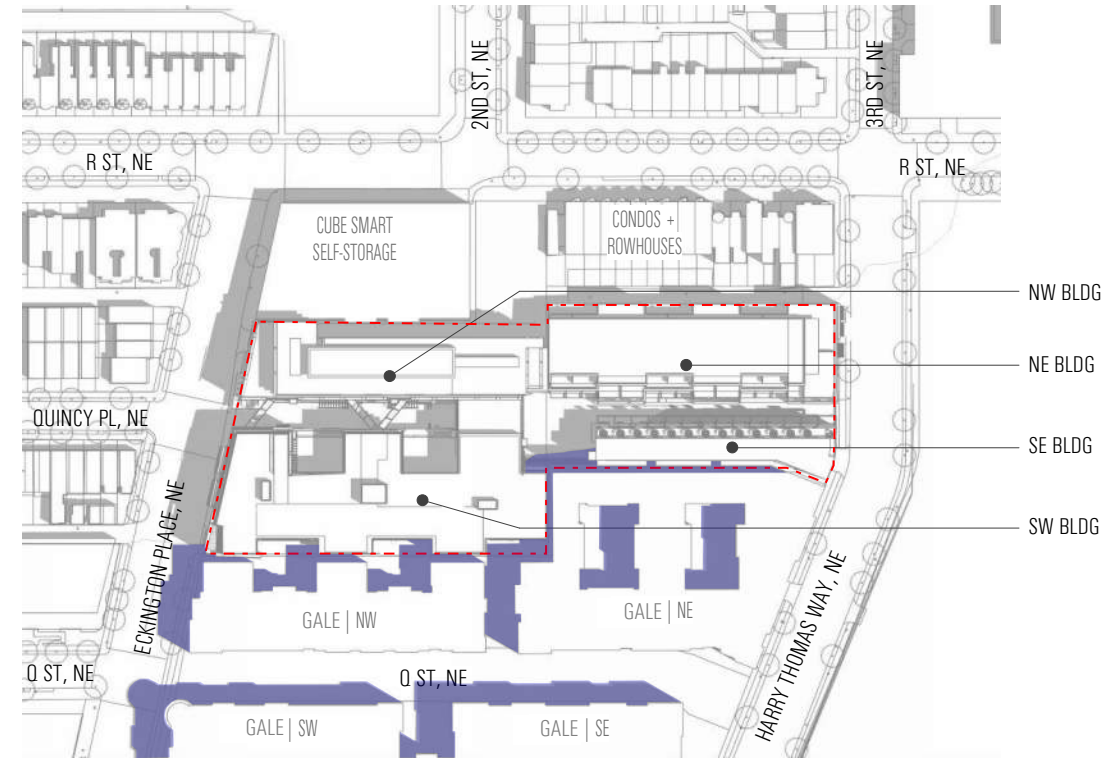 2ND ST, NE
3RD ST, NE
R ST, NE
R ST, NE
CUBE SMART
SELF-STORAGE
CONDOS +
ROWHOUSES
NW BLDG
NE BLDG
QUINCY PL, NE
SE BLDG
SW BLDG
ECKINGTON PLACE, NE
GALE | NW
GALE | NE
HARRY THOMAS WAY, NE
Q ST, NE
Q ST, NE
GALE | SW
GALE | SE